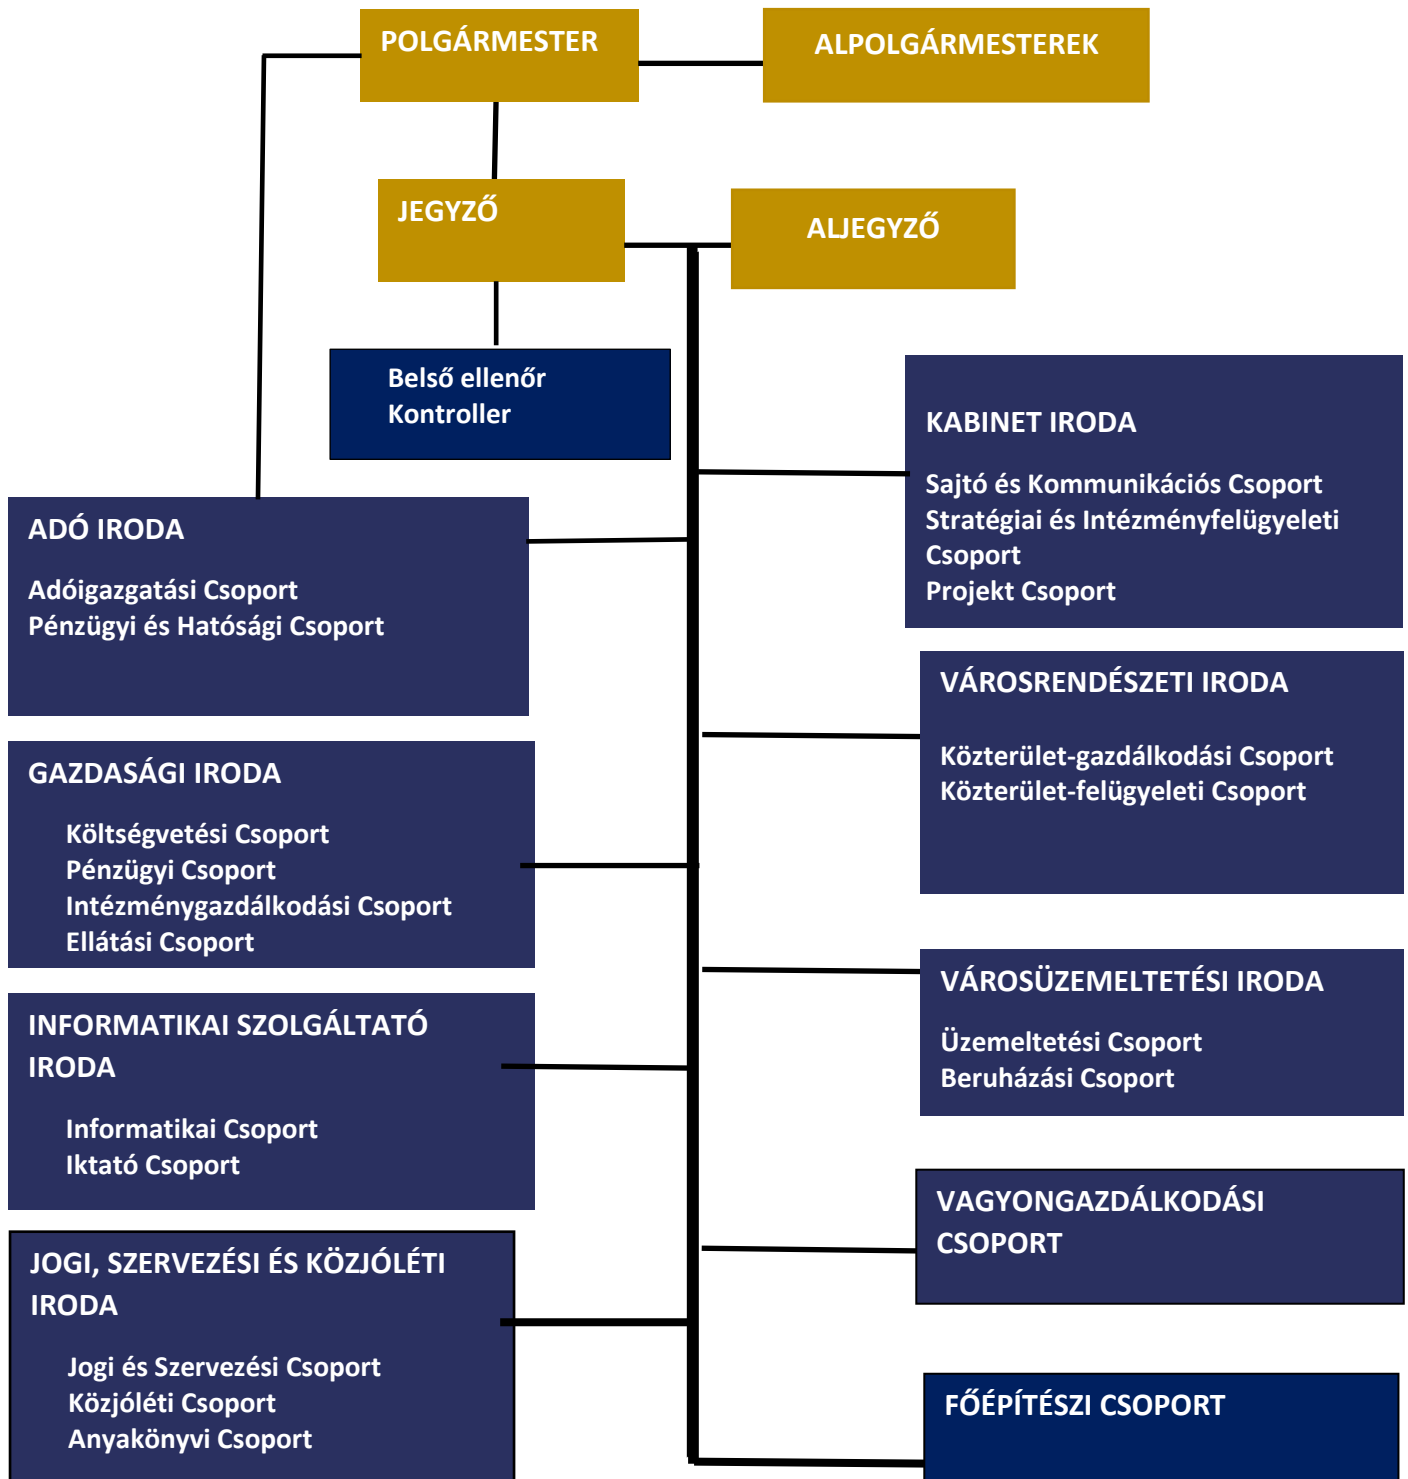 POLGÁRMESTER
ALPOLGÁRMESTEREK
JEGYZŐ
ALJEGYZŐ
Belső ellenőr
Kontroller
KABINET IRODA
Sajtó és Kommunikációs Csoport
Stratégiai és Intézményfelügyeleti
Csoport
Projekt Csoport
ADÓ IRODA
Adóigazgatási Csoport
Pénzügyi és Hatósági Csoport
VÁROSRENDÉSZETI IRODA
Közterület-gazdálkodási Csoport
Közterület-felügyeleti Csoport
GAZDASÁGI IRODA
Költségvetési Csoport
Pénzügyi Csoport
Intézménygazdálkodási Csoport
Ellátási Csoport
VÁROSÜZEMELTETÉSI IRODA
Üzemeltetési Csoport
Beruházási Csoport
INFORMATIKAI SZOLGÁLTATÓ
IRODA
Informatikai Csoport
Iktató Csoport
VAGYONGAZDÁLKODÁSI
CSOPORT
JOGI, SZERVEZÉSI ÉS KÖZJÓLÉTI
IRODA
Jogi és Szervezési Csoport
Közjóléti Csoport
Anyakönyvi Csoport
FŐÉPÍTÉSZI CSOPORT